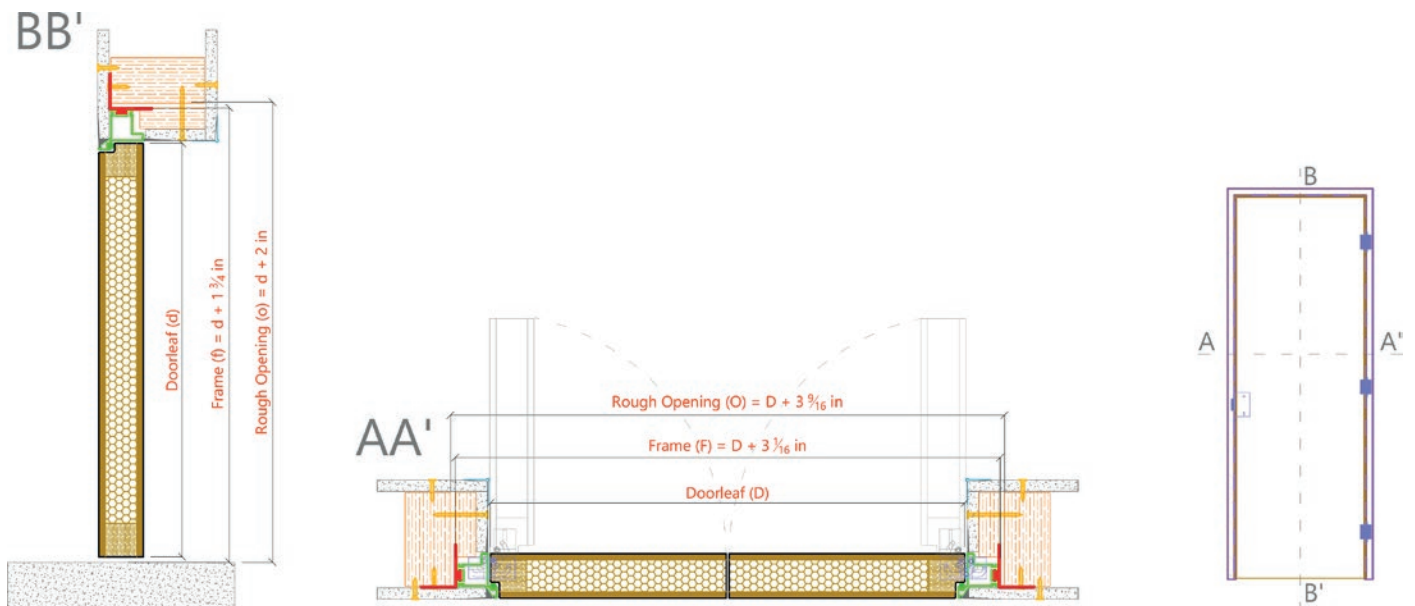 BB'
Doorleaf (d)
Frame (f) = d + 1 ¾ in
Rough Opening (o) = d + 2 in
AA'
Rough Opening (O) = D + 3 ⁹⁄₁₆ in
Frame (F) = D + 3 ¹⁄₁₆ in
Doorleaf (D)
B
A
A"
B'